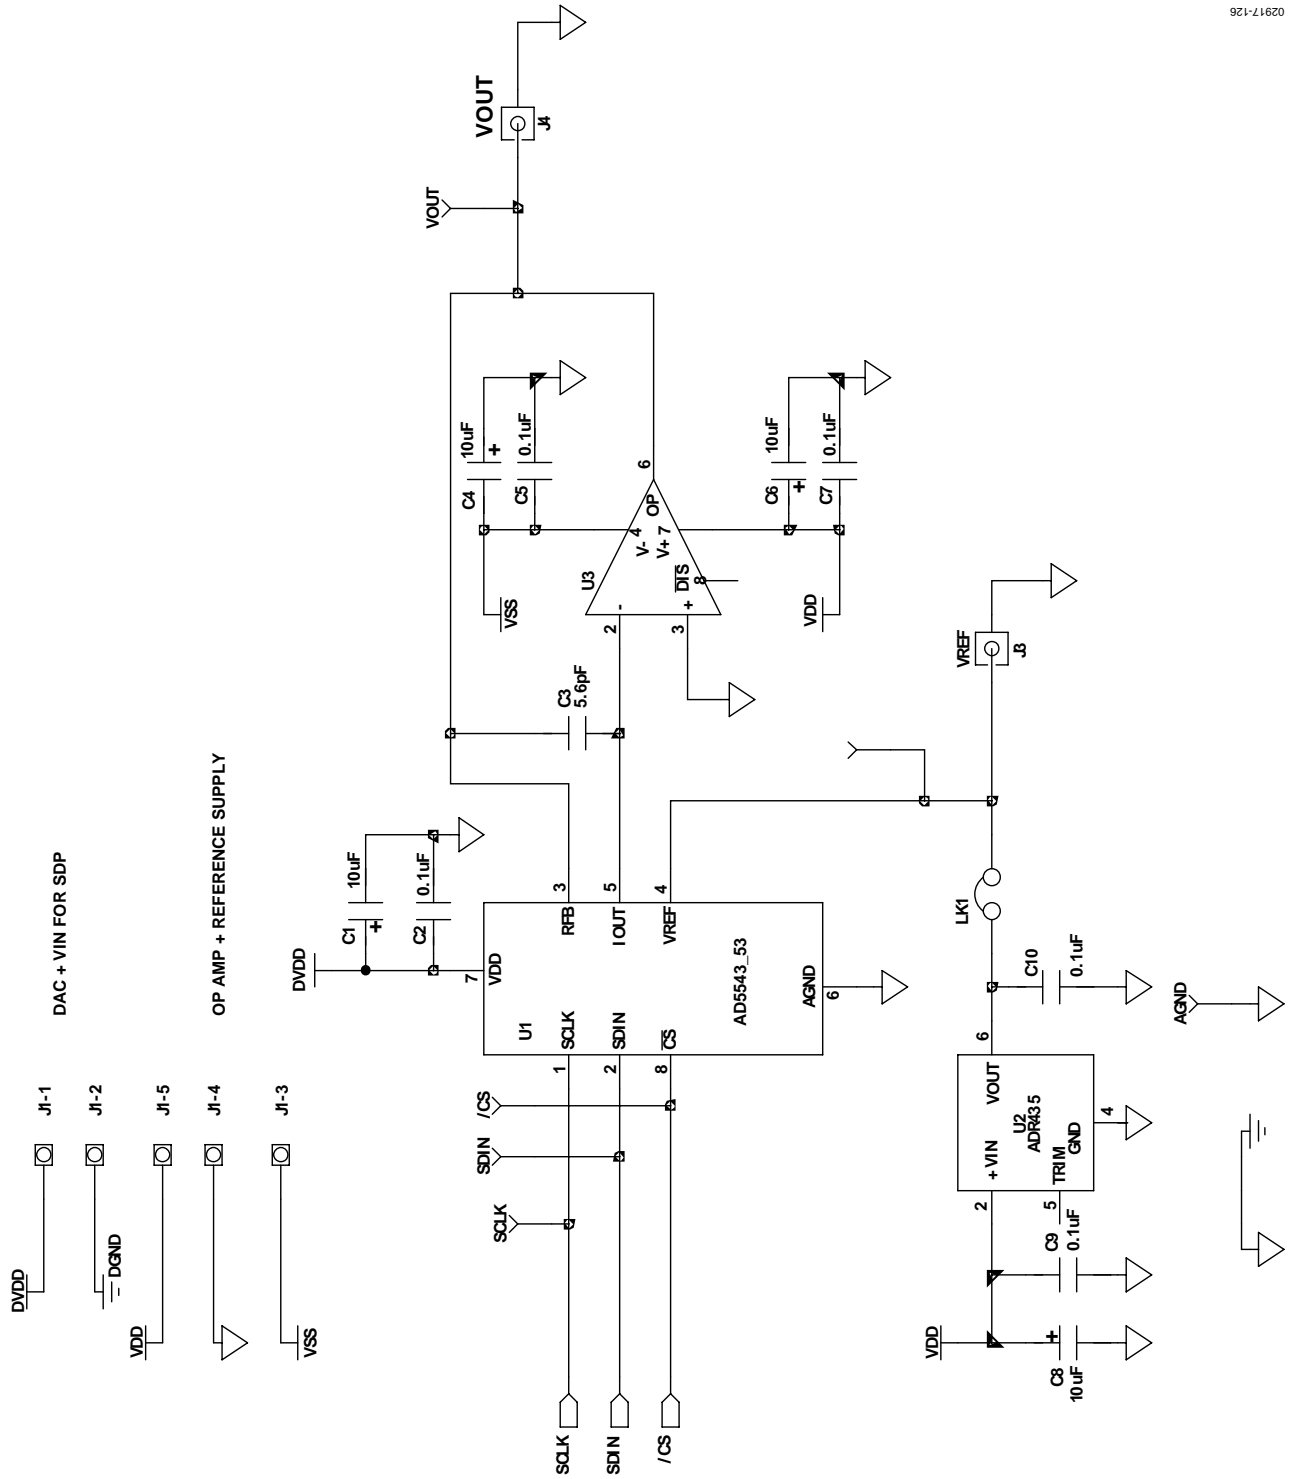 02917-126
VOUT
J4
VOUT
DAC + VIN FOR SDP
OP AMP + REFERENCE SUPPLY
J1-1
J1-2
J1-5
J1-4
J1-3
DVDD
DGND
VDD
VSS
DVDD
C1
10uF
+
C2
0.1uF
7
VDD
U1
SCLK
SDIN
CS
RFB
IOUT
VREF
AD5543_53
AGND
6
1
2
8
3
5
4
SCLK
SDIN
/CS
SCLK
SDIN
/CS
C3
5.6pF
VSS
C4
10uF
+
C5
0.1uF
U3
2
-
3
+
V-
4
V+
7
OP
6
DIS
8
VDD
C6
10uF
+
C7
0.1uF
VREF
J3
LK1
C10
0.1uF
AGND
VDD
C8
10uF
+
C9
0.1uF
2
+VIN
5
TRIM
U2
ADR435
VOUT
6
GND
4